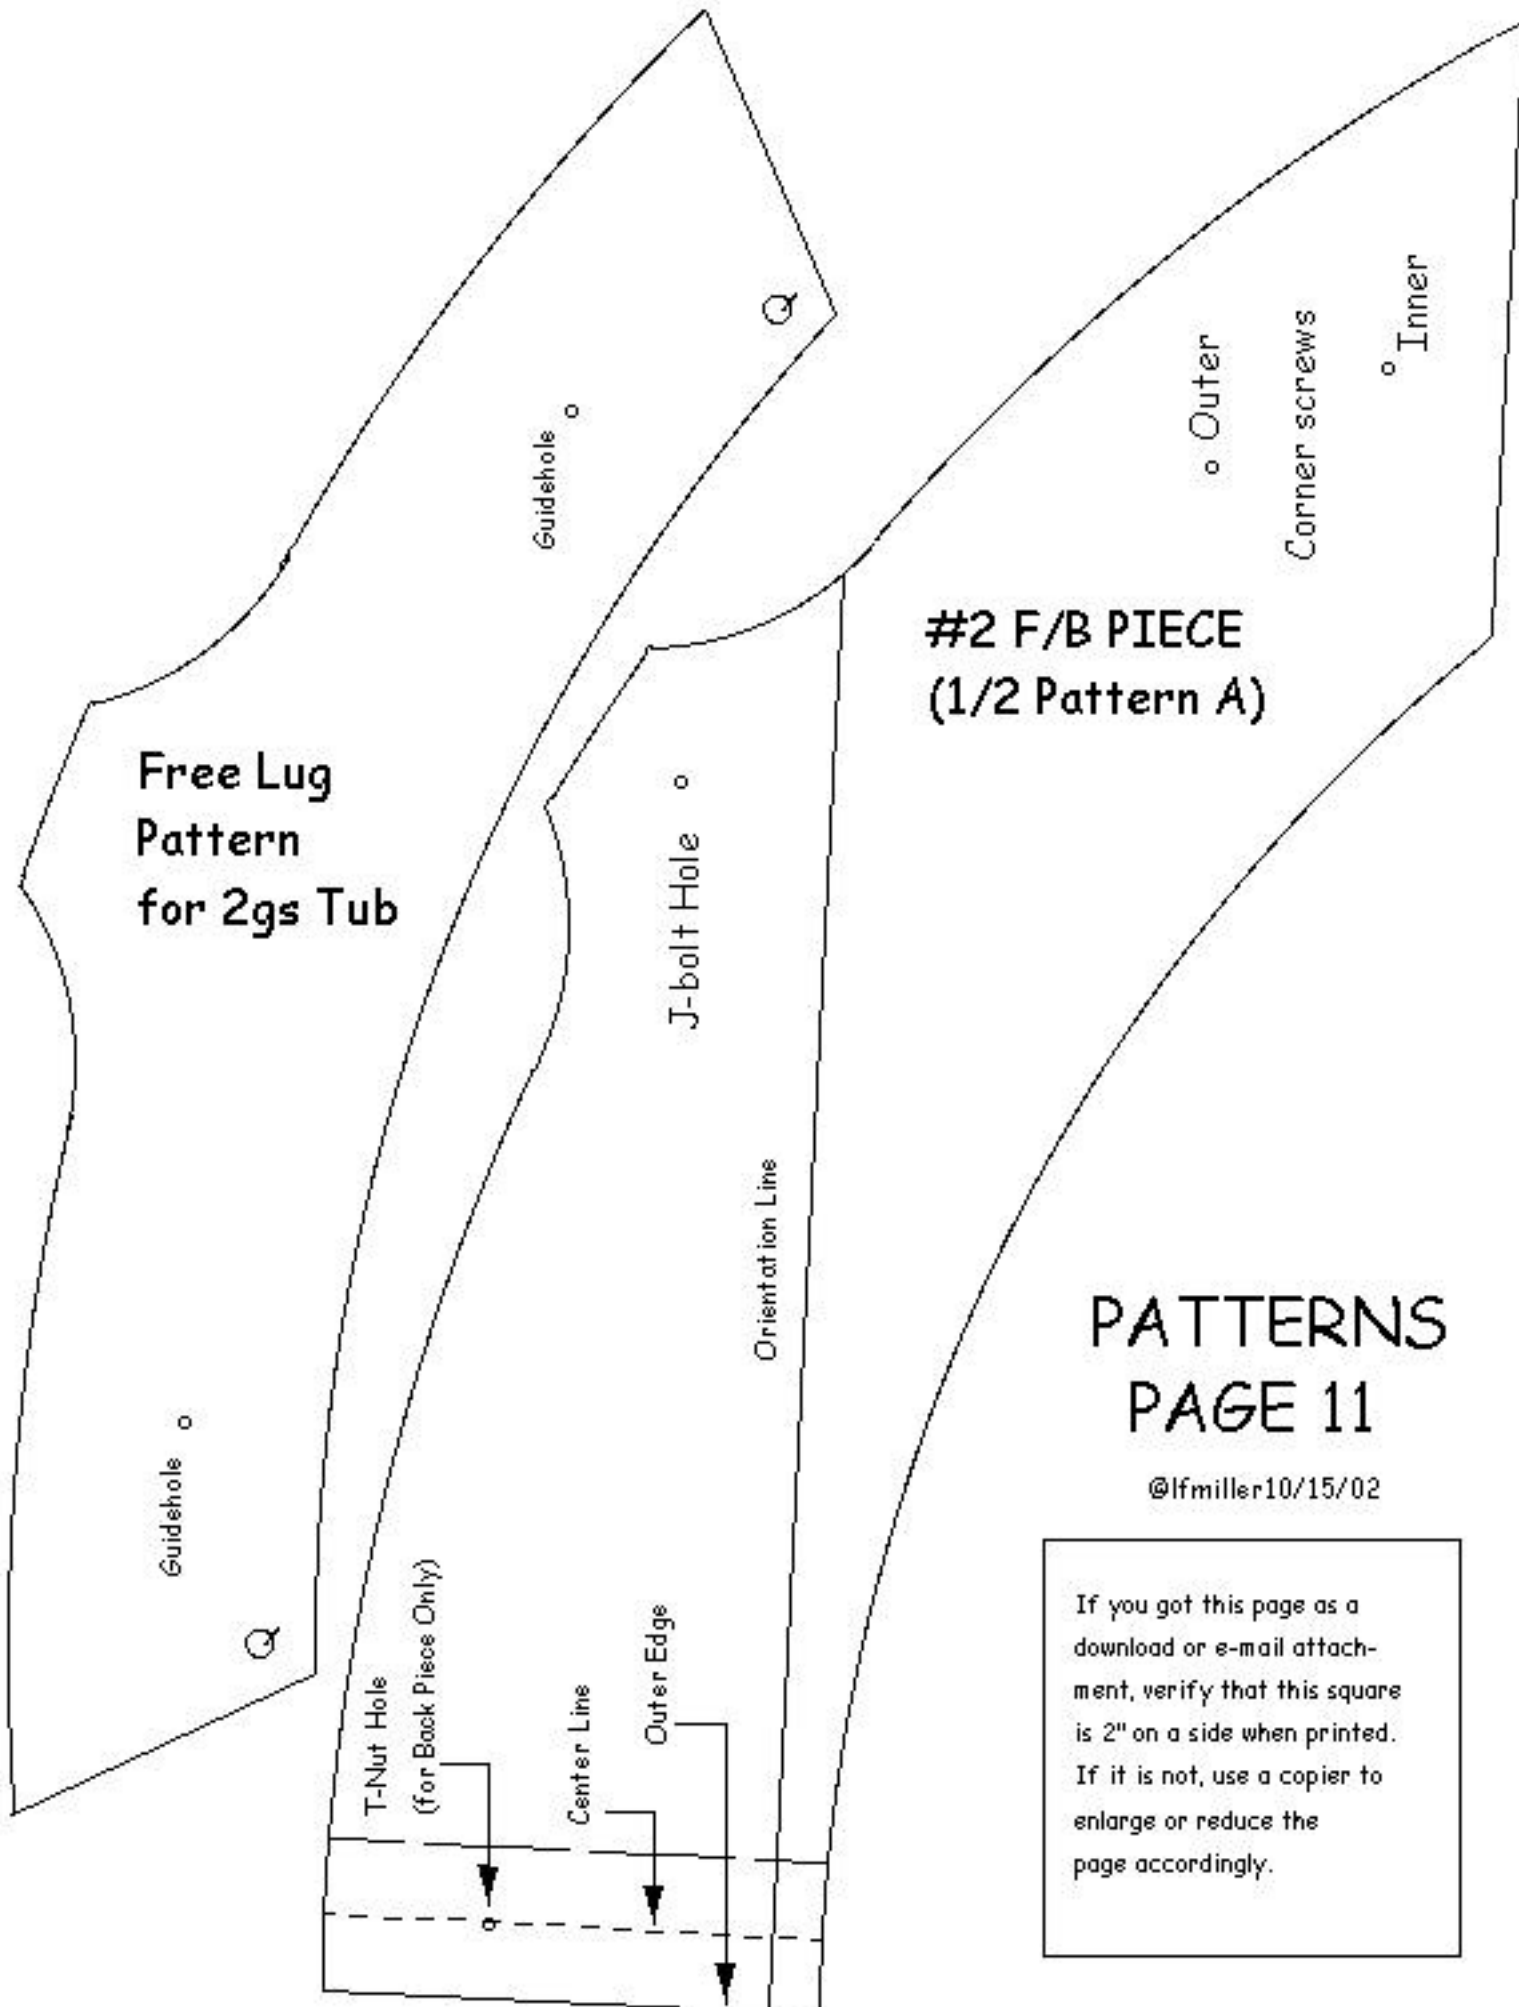 Q
Guidehole
Outer
Corner screws
Inner
#2 F/B PIECE
(1/2 Pattern A)
Free Lug
Pattern
for 2gs Tub
J-bolt Hole
Orientation Line
Guidehole
Q
T-Nut Hole
(for Back Piece Only)
Center Line
Outer Edge
PATTERNS
PAGE 11
@lfmiller10/15/02
If you got this page as a
download or e-mail attach-
ment, verify that this square
is 2" on a side when printed.
If it is not, use a copier to
enlarge or reduce the
page accordingly.